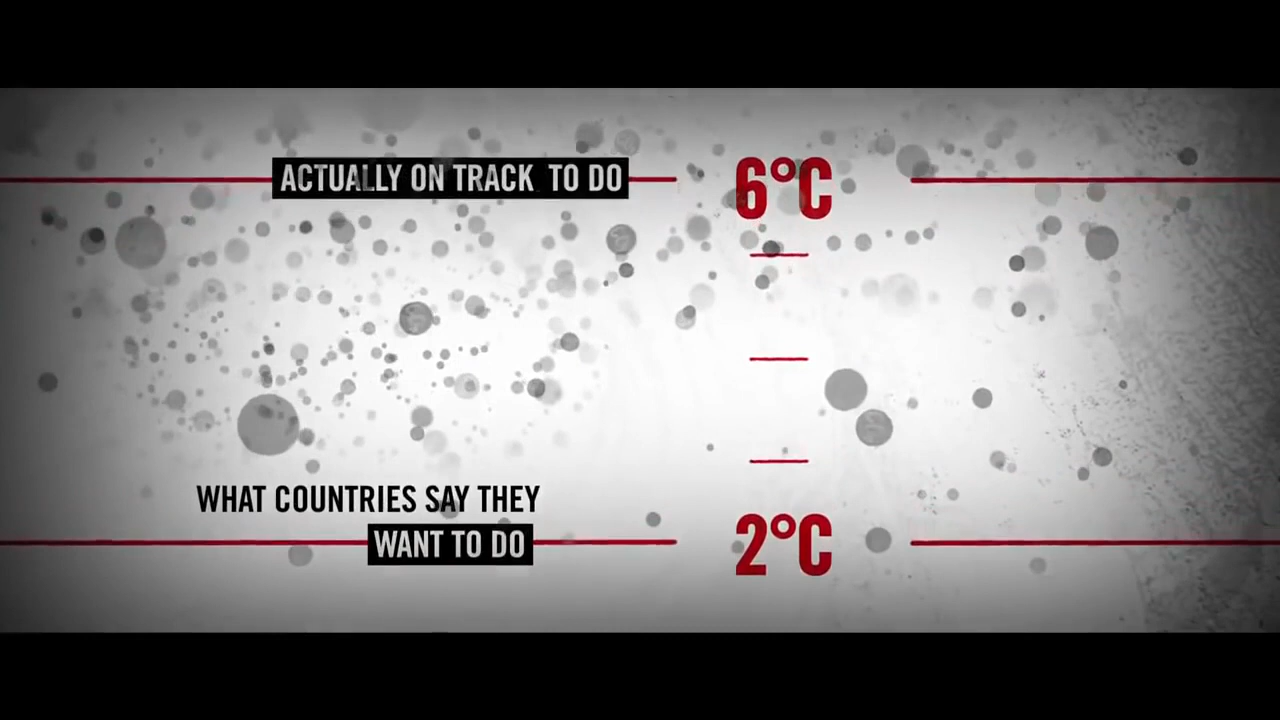 ACTUALLY ON TRACK TO DO
6°C
WHAT COUNTRIES SAY THEY
WANT TO DO
2°C